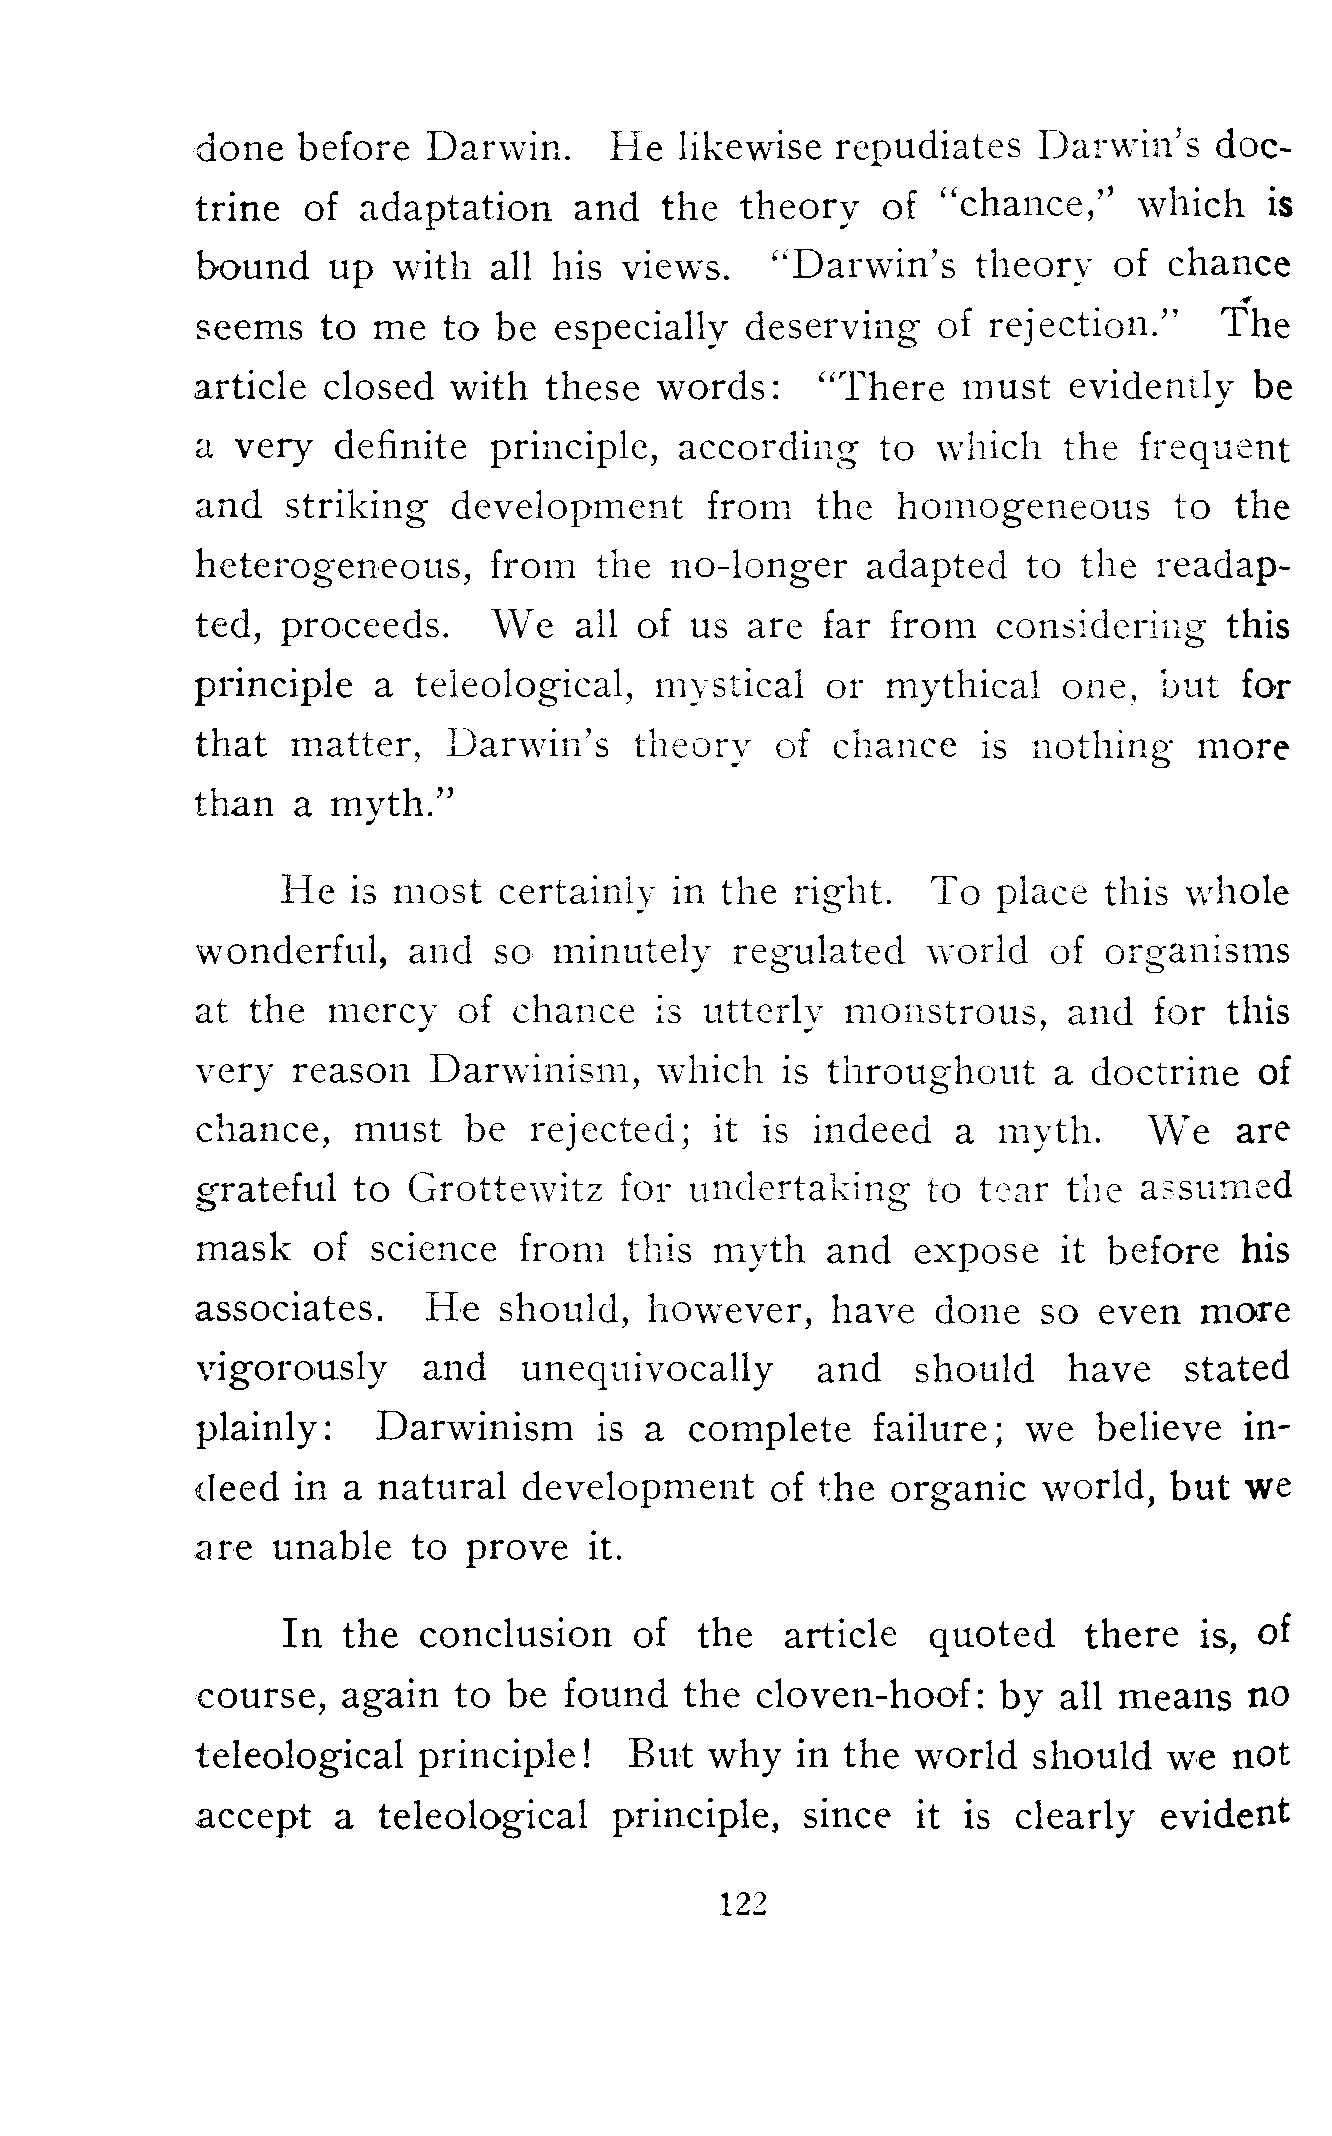 done before Darwin. He likewise repudiates Darwin's doc-
trine of adaptation and the theory of "chance," which is
bound up with all his views. "Darwin's theory of chance
seems to me to be especially deserving of rejection." The
article closed with these words: "There must evidently be
a very definite principle, according to which the frequent
and striking development from the homogeneous to the
heterogeneous, from the no-longer adapted to the readap-
ted, proceeds. We all of us are far from considering this
principle a teleological, mystical or mythical one, but for
that matter, Darwin's theory of chance is nothing more
than a myth."
He is most certainly in the right. To place this whole
wonderful, and so minutely regulated world of organisms
at the mercy of chance is utterly monstrous, and for this
very reason Darwinism, which is throughout a doctrine of
chance, must be rejected; it is indeed a myth. We are
grateful to Grottewitz for undertaking to tear the assumed
mask of science from this myth and expose it before his
associates. He should, however, have done so even more
vigorously and unequivocally and should have stated
plainly: Darwinism is a complete failure; we believe in-
deed in a natural development of the organic world, but we
are unable to prove it.
In the conclusion of the article quoted there is, of
course, again to be found the cloven-hoof: by all means no
teleological principle! But why in the world should we not
accept a teleological principle, since it is clearly evident
122